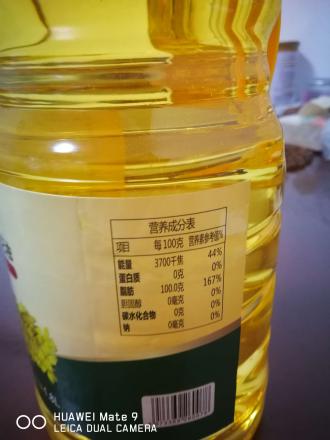 营养成分表
项目 每100克 营养素参考值%
能量 3700千焦 44%
蛋白质 0克 0%
脂肪 100.0克 167%
胆固醇 0毫克 0%
碳水化合物 0克 0%
钠 0毫克 0%
HUAWEI Mate 9
LEICA DUAL CAMERA